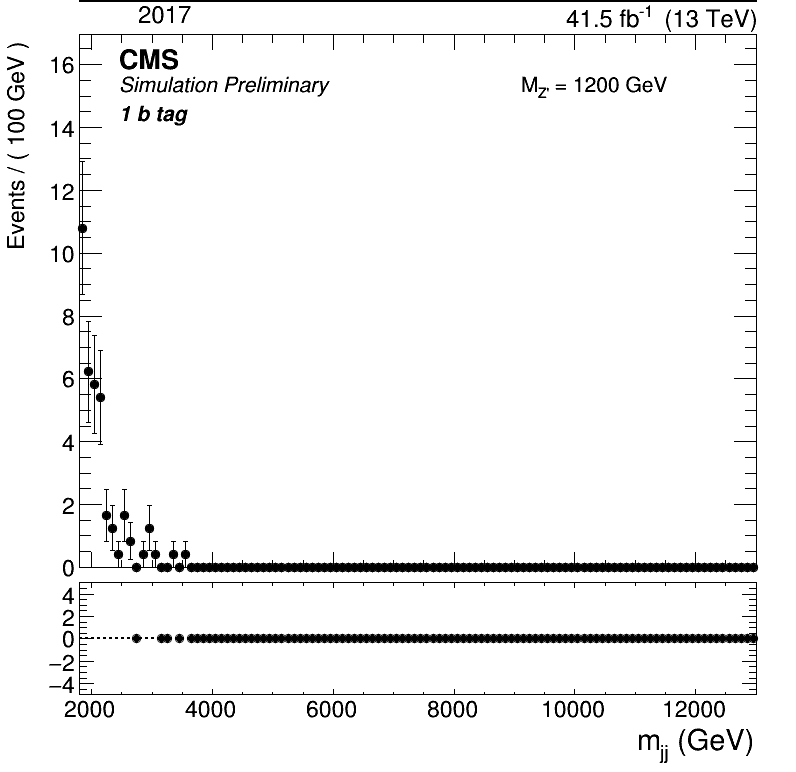 2017 41.5 fb⁻¹ (13 TeV)
CMS
Simulation Preliminary
M_Z' = 1200 GeV
1 b tag
Events / ( 100 GeV )
16
14
12
10
8
6
4
2
0
4
2
0
−2
−4
2000 4000 6000 8000 10000 12000
m_jj (GeV)